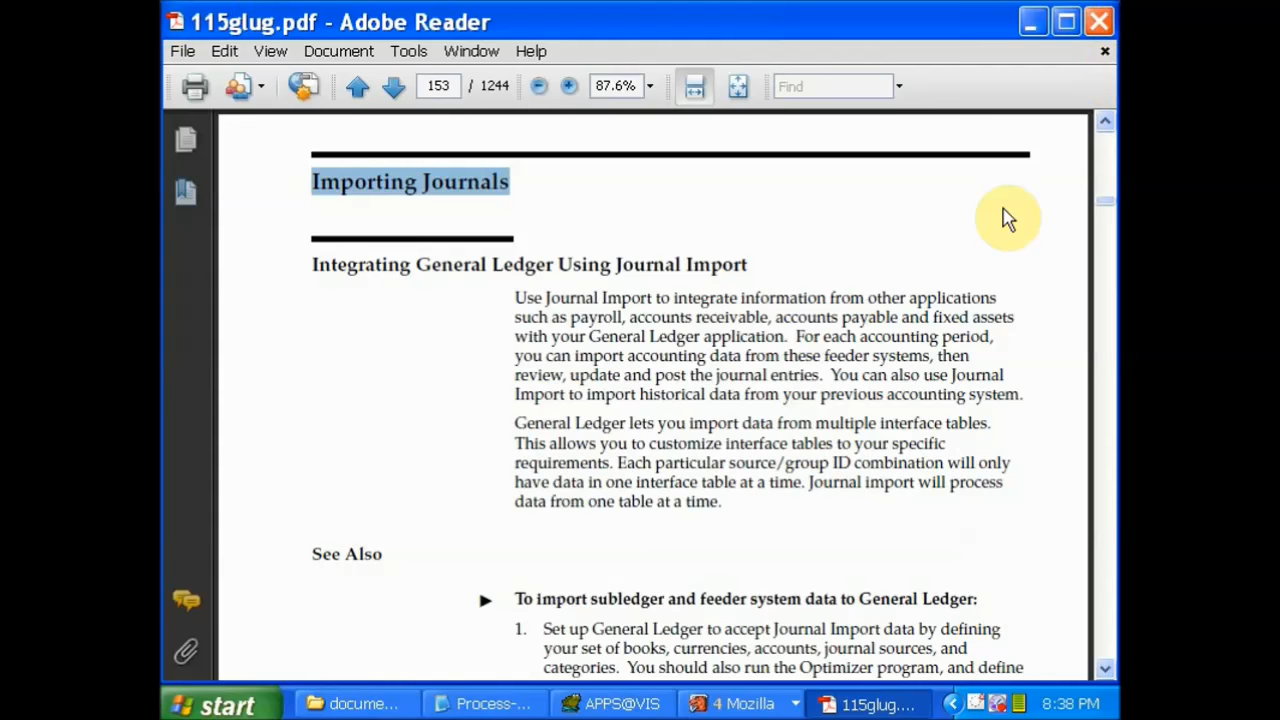 115glug.pdf - Adobe Reader
File Edit View Document Tools Window Help
153 / 1244 87.6% Find
Importing Journals
Integrating General Ledger Using Journal Import
Use Journal Import to integrate information from other applications
such as payroll, accounts receivable, accounts payable and fixed assets
with your General Ledger application. For each accounting period,
you can import accounting data from these feeder systems, then
review, update and post the journal entries. You can also use Journal
Import to import historical data from your previous accounting system.
General Ledger lets you import data from multiple interface tables.
This allows you to customize interface tables to your specific
requirements. Each particular source/group ID combination will only
have data in one interface table at a time. Journal import will process
data from one table at a time.
See Also
To import subledger and feeder system data to General Ledger:
1. Set up General Ledger to accept Journal Import data by defining
your set of books, currencies, accounts, journal sources, and
categories. You should also run the Optimizer program, and define
start docume... Process-... APPS@VIS 4 Mozilla 115glug.... 8:38 PM